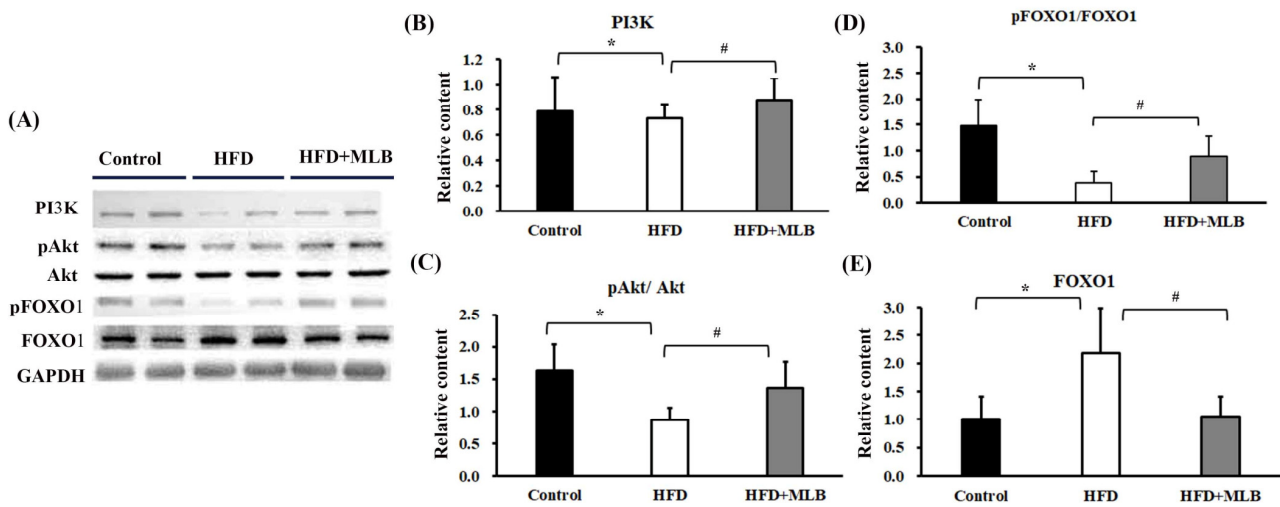 (A)
Control HFD HFD+MLB
PI3K
pAkt
Akt
pFOXO1
FOXO1
GAPDH
(B)
PI3K
Relative content
1.2
1.0
0.8
0.6
0.4
0.2
0.0
* #
Control HFD HFD+MLB
(C)
pAkt/ Akt
Relative content
2.5
2.0
1.5
1.0
0.5
0.0
* #
Control HFD HFD+MLB
(D)
pFOXO1/FOXO1
Relative content
3.0
2.5
2.0
1.5
1.0
0.5
0.0
* #
Control HFD HFD+MLB
(E)
FOXO1
Relative content
3.0
2.5
2.0
1.5
1.0
0.5
0.0
* #
Control HFD HFD+MLB